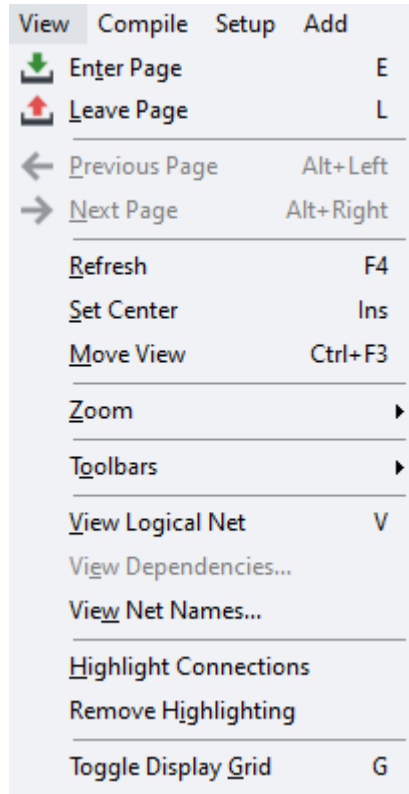 View Compile Setup Add
Enter Page E
Leave Page L
Previous Page Alt+Left
Next Page Alt+Right
Refresh F4
Set Center Ins
Move View Ctrl+F3
Zoom
Toolbars
View Logical Net V
View Dependencies...
View Net Names...
Highlight Connections
Remove Highlighting
Toggle Display Grid G